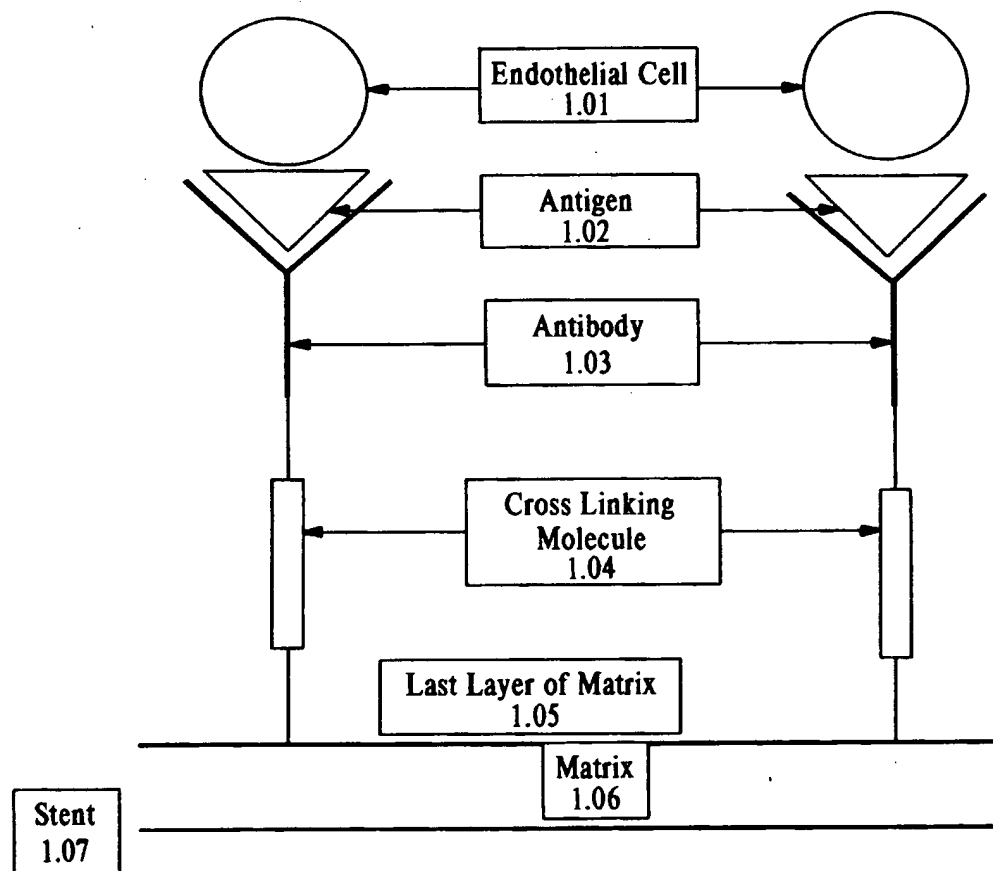 Endothelial Cell
1.01
Antigen
1.02
Antibody
1.03
Cross Linking
Molecule
1.04
Last Layer of Matrix
1.05
Matrix
1.06
Stent
1.07